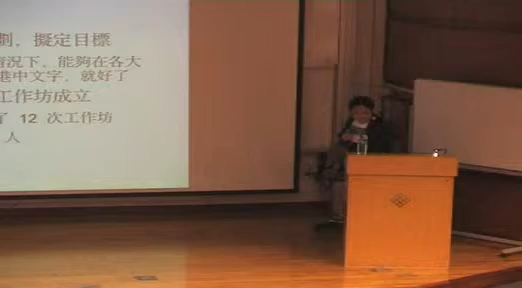 劃，擬定目標
情況下，能夠在各大
港中文字，就好了
工作坊成立
了 12 次工作坊
人